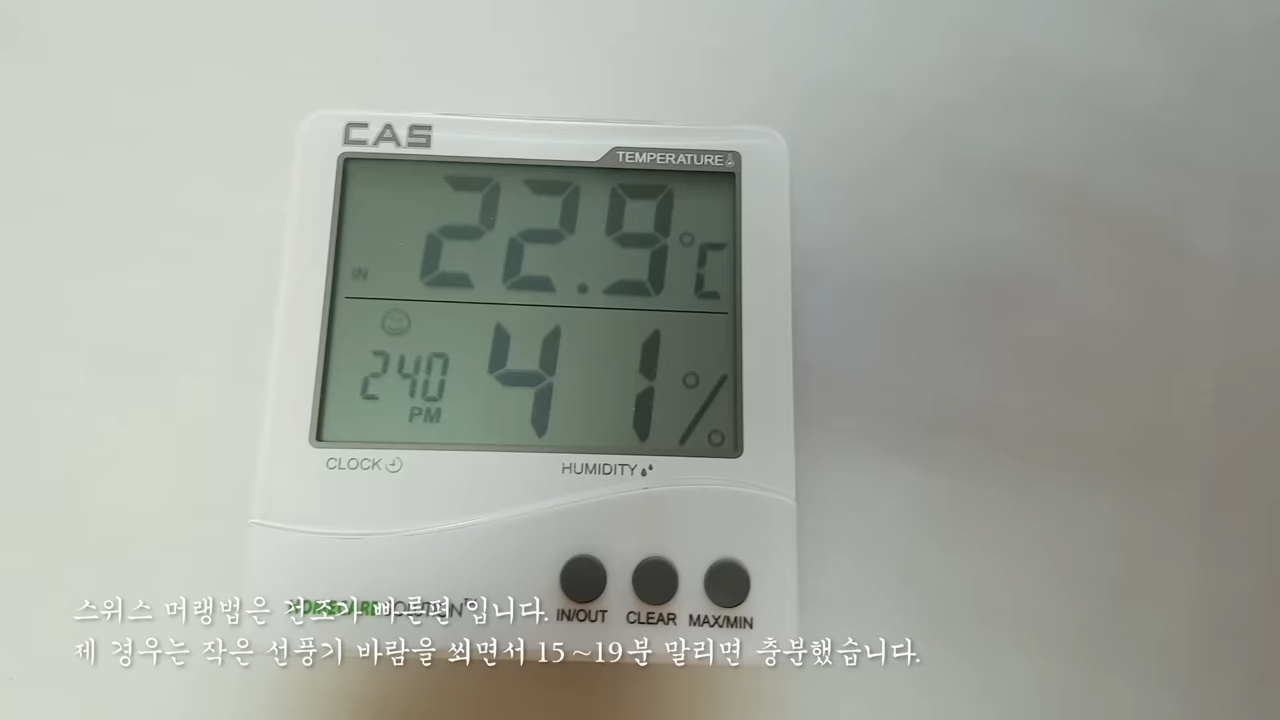 CAS
TEMPERATURE
22.9°C
IN
240
PM
41%
CLOCK
HUMIDITY
스위스 머랭법은 건조가 빠른편 입니다.
IN/OUT CLEAR MAX/MIN
제 경우는 작은 선풍기 바람을 쐬면서 15 ~19분 말리면 충분했습니다.